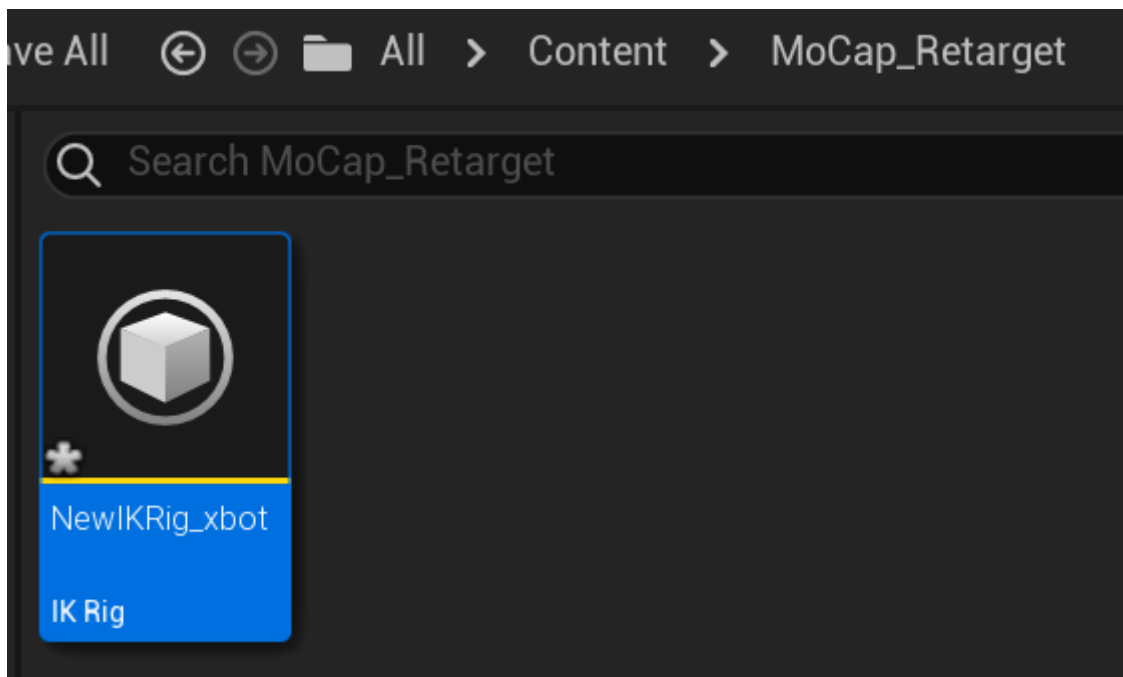 ve All All > Content > MoCap_Retarget
Search MoCap_Retarget
NewIKRig_xbot
IK Rig